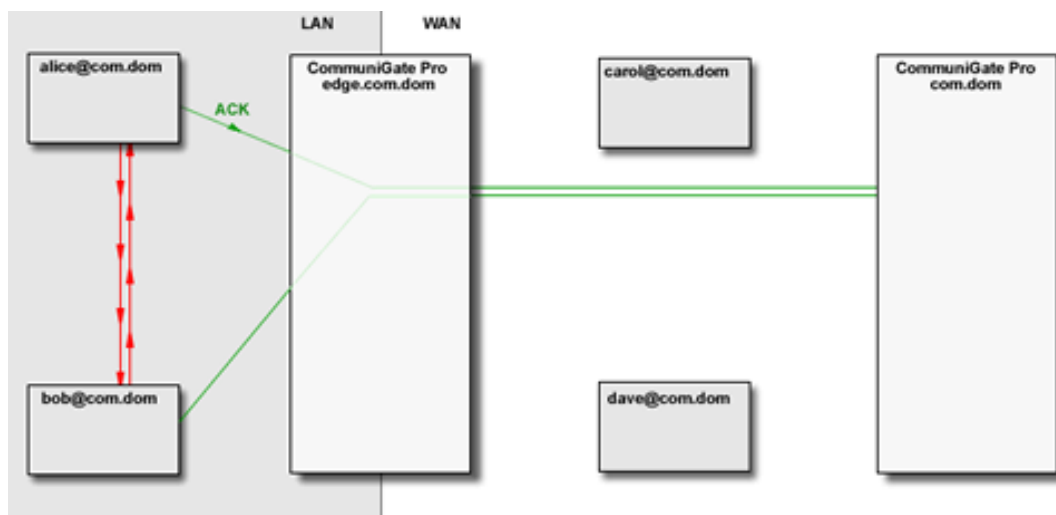 LAN WAN
alice@com.dom
CommuniGate Pro
edge.com.dom
carol@com.dom
CommuniGate Pro
com.dom
ACK
bob@com.dom
dave@com.dom